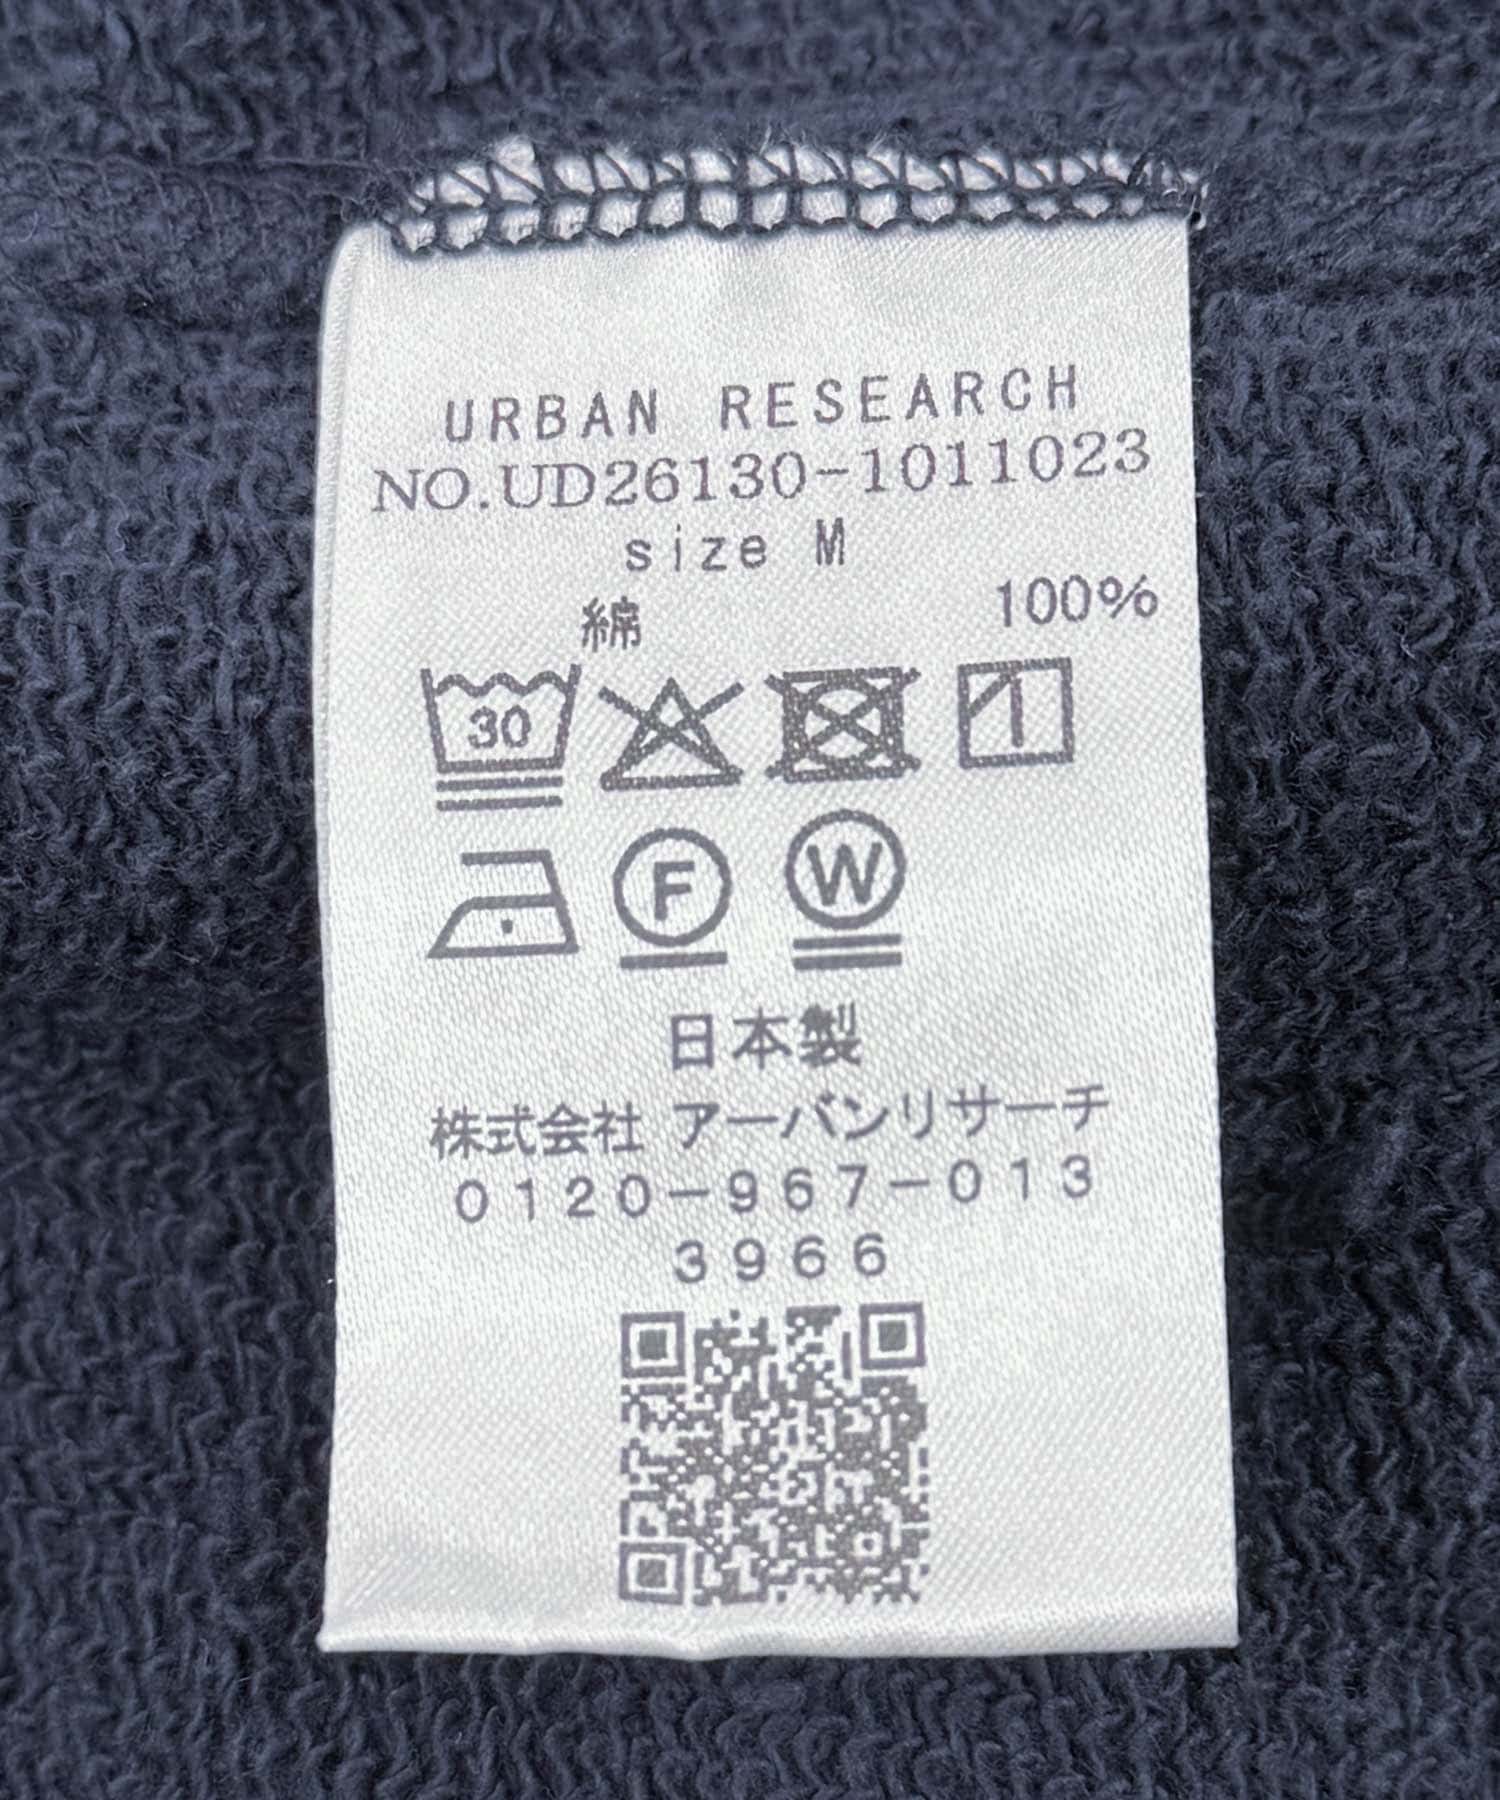 URBAN RESEARCH
NO.UD26130-1011023
size M
綿 100%
30
F W
日本製
株式会社 アーバンリサーチ
0120-967-013
3966